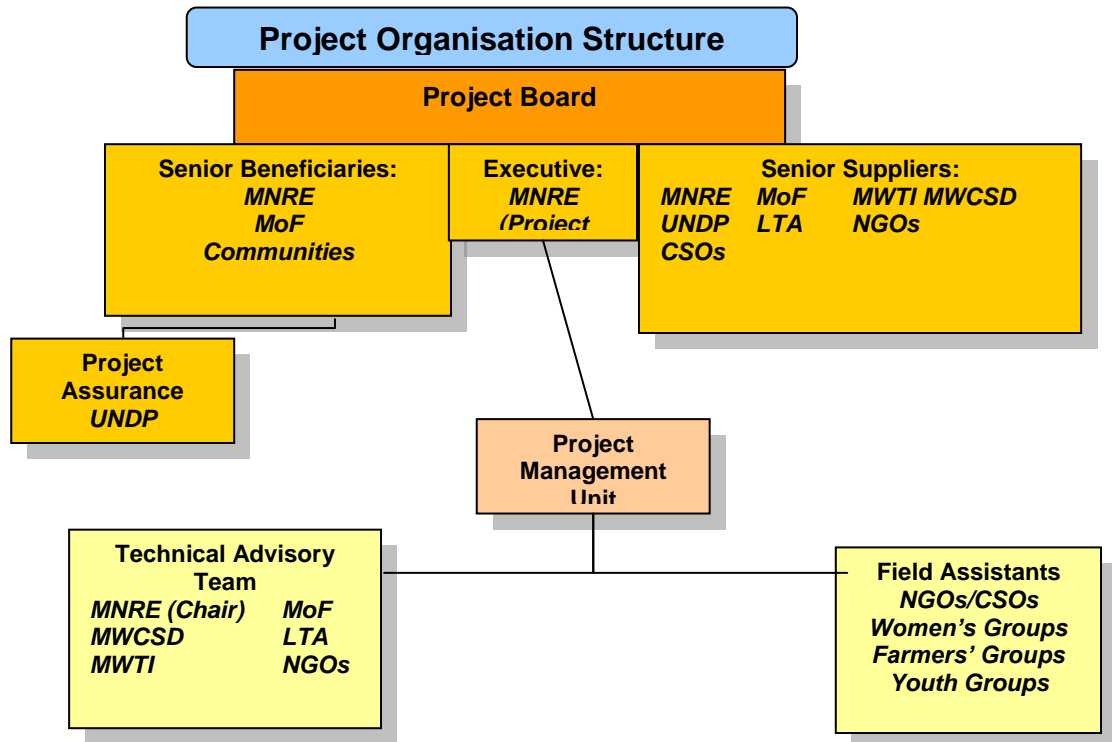 Project Organisation Structure
Project Board
Senior Beneficiaries:
MNRE
MoF
Communities
Executive:
MNRE
(Project
Senior Suppliers:
MNRE MoF MWTI MWCSD
UNDP LTA NGOs
CSOs
Project
Assurance
UNDP
Project
Management
Unit
Technical Advisory
Team
MNRE (Chair) MoF
MWCSD LTA
MWTI NGOs
Field Assistants
NGOs/CSOs
Women’s Groups
Farmers’ Groups
Youth Groups